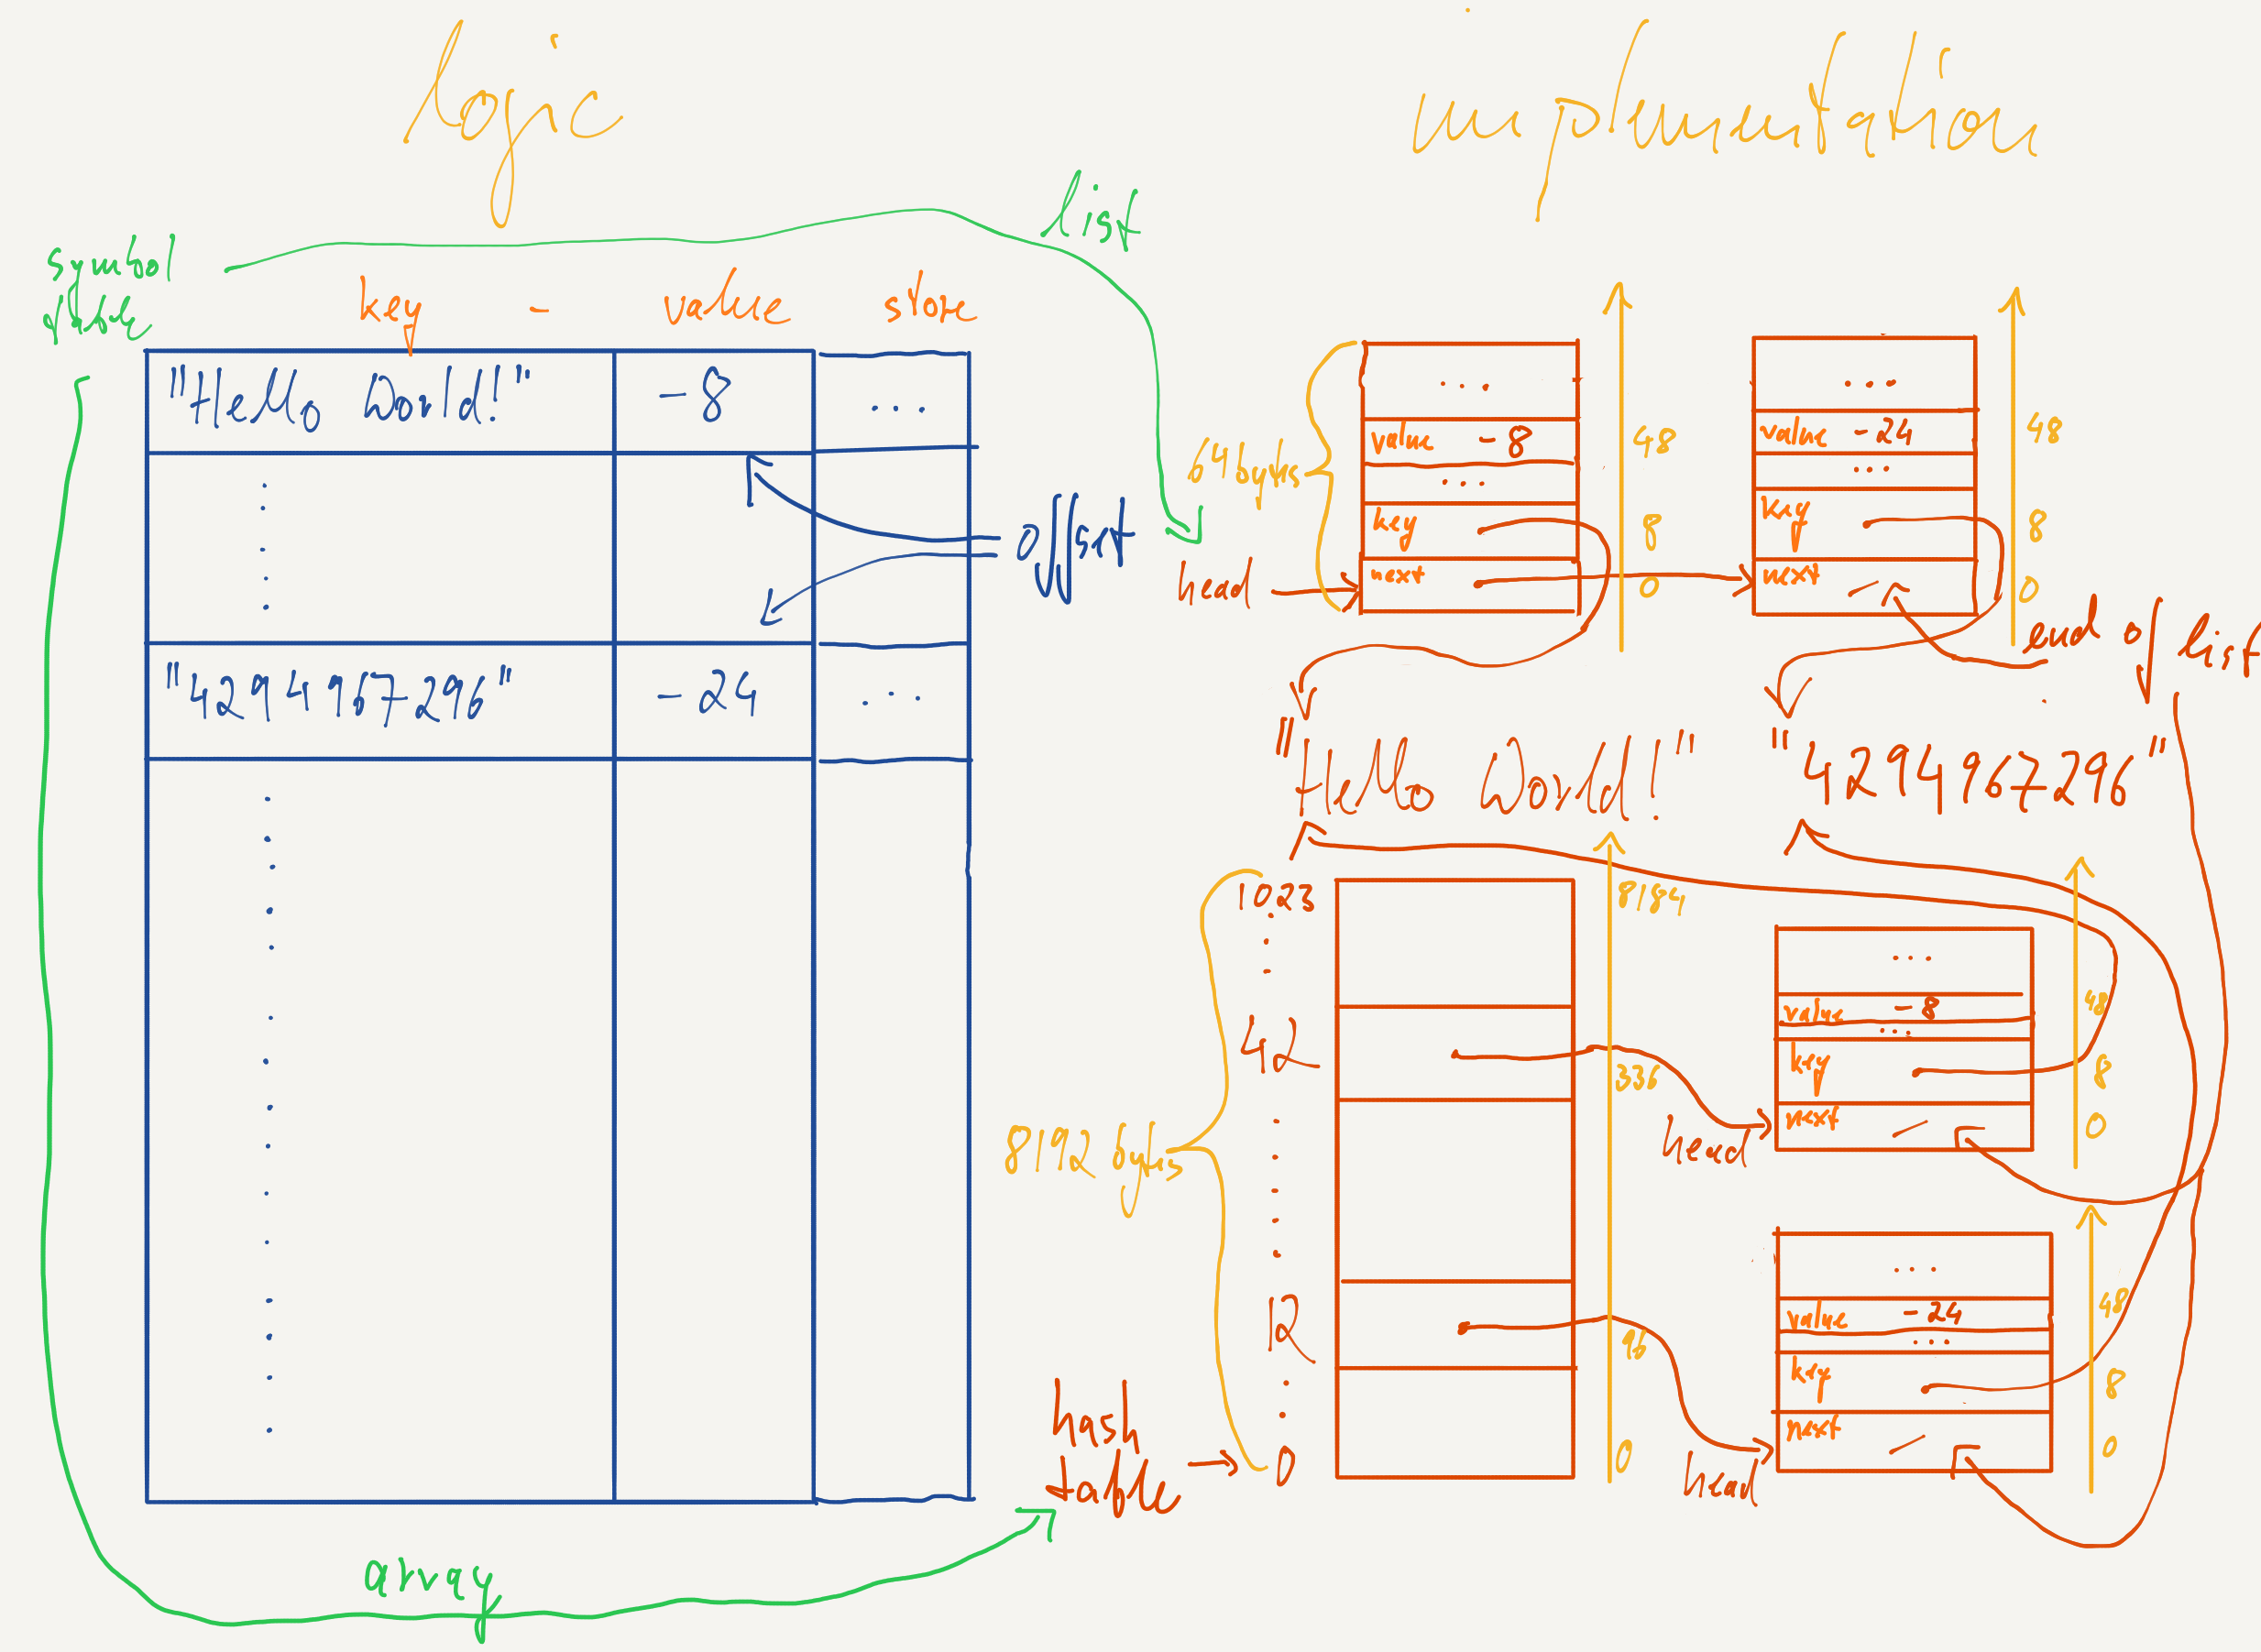 logic
implementation
list
symbol
table
key - value store
"Hello World!" -8 ...
offset
"4294967296" -24 ...
array
64 bytes
head
...
value -8
...
key
next
48
8
0
...
value -24
...
key
next
48
8
0
end of list
"Hello World!"
"4294967296"
1023
42
12
0
8192 bytes
hash
table
8184
336
96
0
head
...
value -8
...
key
next
48
8
0
head
...
value -24
...
key
next
48
8
0